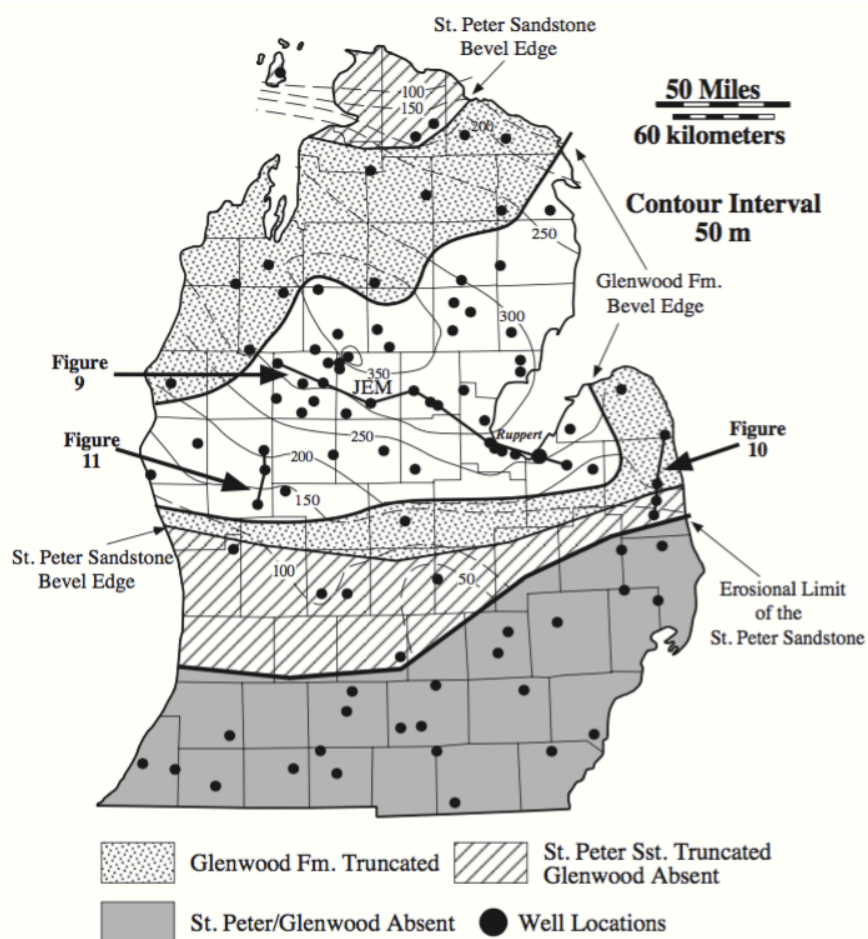 St. Peter Sandstone
Bevel Edge
50 Miles
60 kilometers
100
150
200
Contour Interval
50 m
250
Glenwood Fm.
Bevel Edge
300
Figure
9
350
JEM
Figure
10
Ruppert
250
Figure
11
200
150
St. Peter Sandstone
Bevel Edge
100
50
Erosional Limit
of the
St. Peter Sandstone
Glenwood Fm. Truncated
St. Peter Sst. Truncated
Glenwood Absent
St. Peter/Glenwood Absent
Well Locations